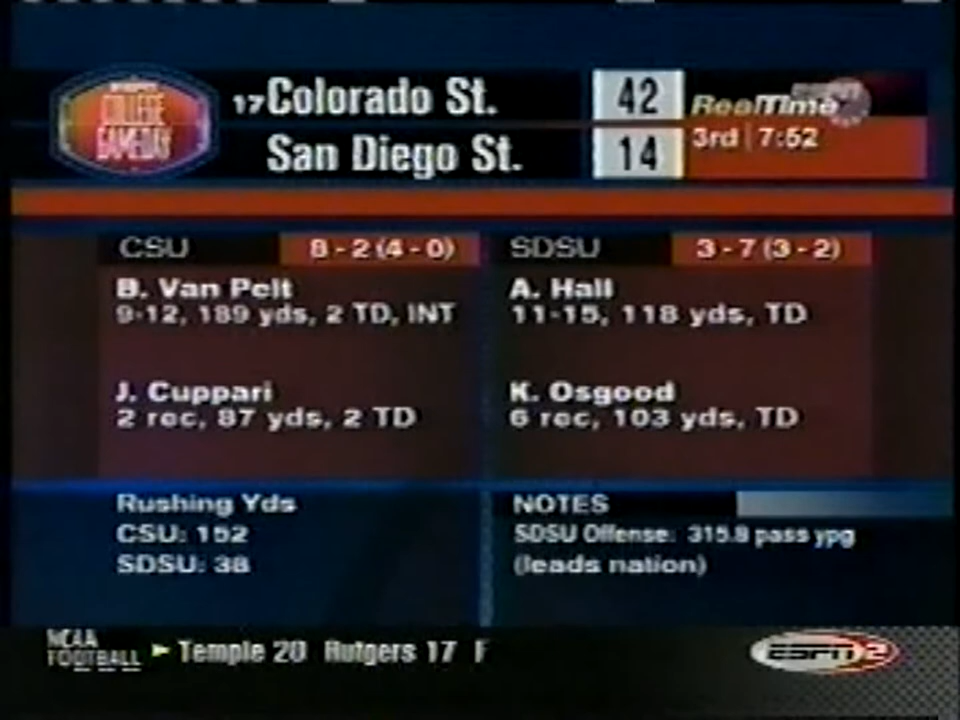 ESPN
COLLEGE
GAMEDAY
17 Colorado St. 42
San Diego St. 14
RealTime
3rd | 7:52
CSU 8 - 2 (4 - 0)
B. Van Pelt
9-12, 189 yds, 2 TD, INT
J. Cuppari
2 rec, 87 yds, 2 TD
SDSU 3 - 7 (3 - 2)
A. Hall
11-15, 118 yds, TD
K. Osgood
6 rec, 103 yds, TD
Rushing Yds
CSU: 152
SDSU: 38
NOTES
SDSU Offense: 315.8 pass ypg
(leads nation)
NCAA
FOOTBALL
Temple 20 Rutgers 17 F
ESPN2